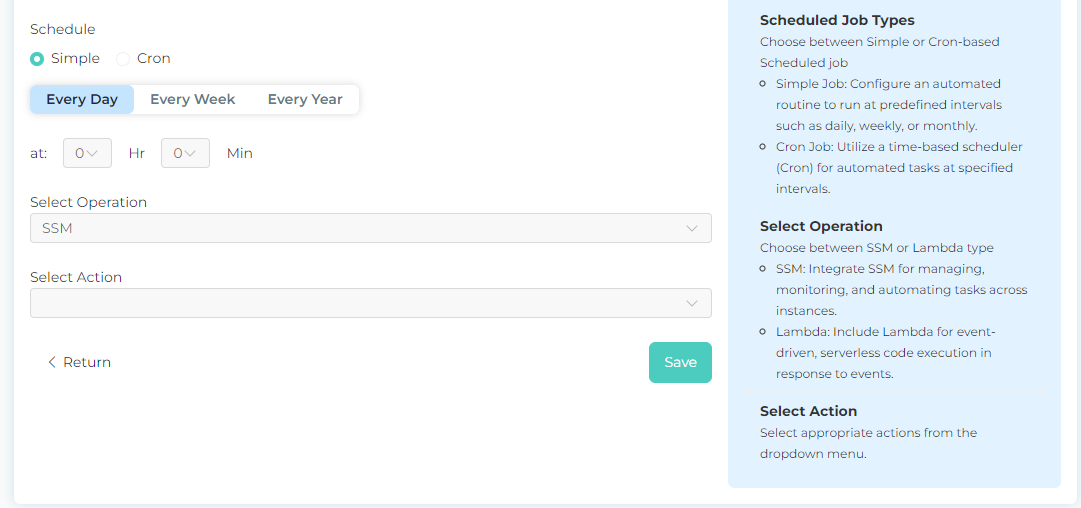 Schedule
Simple Cron
Every Day Every Week Every Year
at: 0 Hr 0 Min
Select Operation
SSM
Select Action
Return Save
Scheduled Job Types
Choose between Simple or Cron-based
Scheduled job
Simple Job: Configure an automated
routine to run at predefined intervals
such as daily, weekly, or monthly.
Cron Job: Utilize a time-based scheduler
(Cron) for automated tasks at specified
intervals.
Select Operation
Choose between SSM or Lambda type
SSM: Integrate SSM for managing,
monitoring, and automating tasks across
instances.
Lambda: Include Lambda for event-
driven, serverless code execution in
response to events.
Select Action
Select appropriate actions from the
dropdown menu.